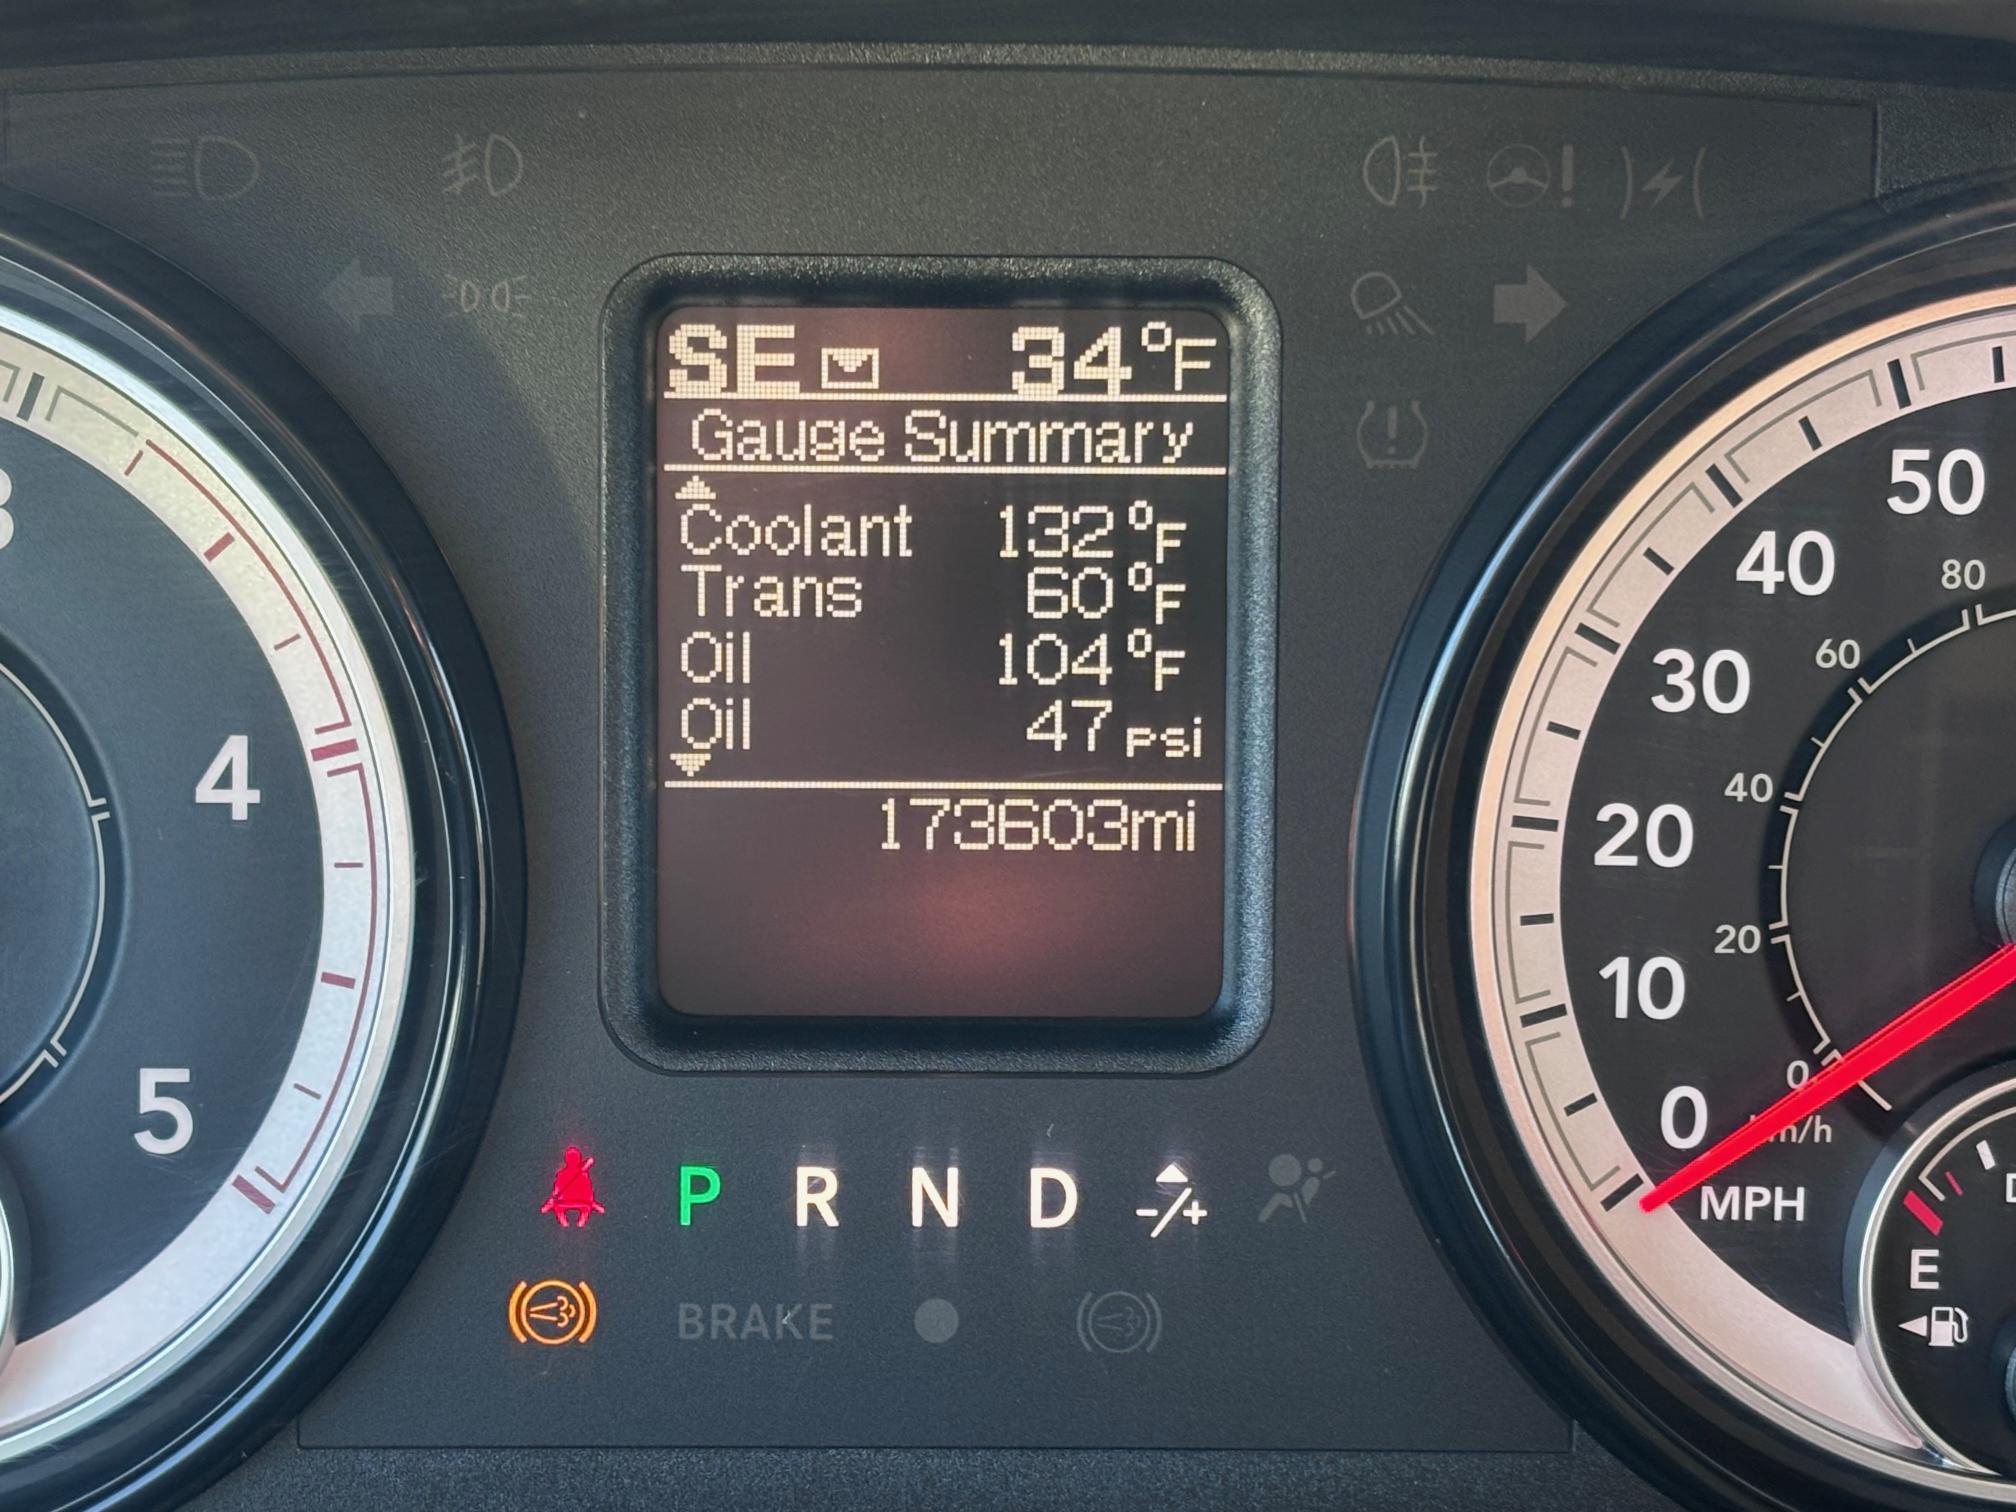 SE 34°F
Gauge Summary
Coolant 132°F
Trans 60°F
Oil 104°F
Oil 47 psi
173603mi
4
5
50
40
80
30
60
20
40
10
20
0
0
MPH
E
P R N D -/+
BRAKE